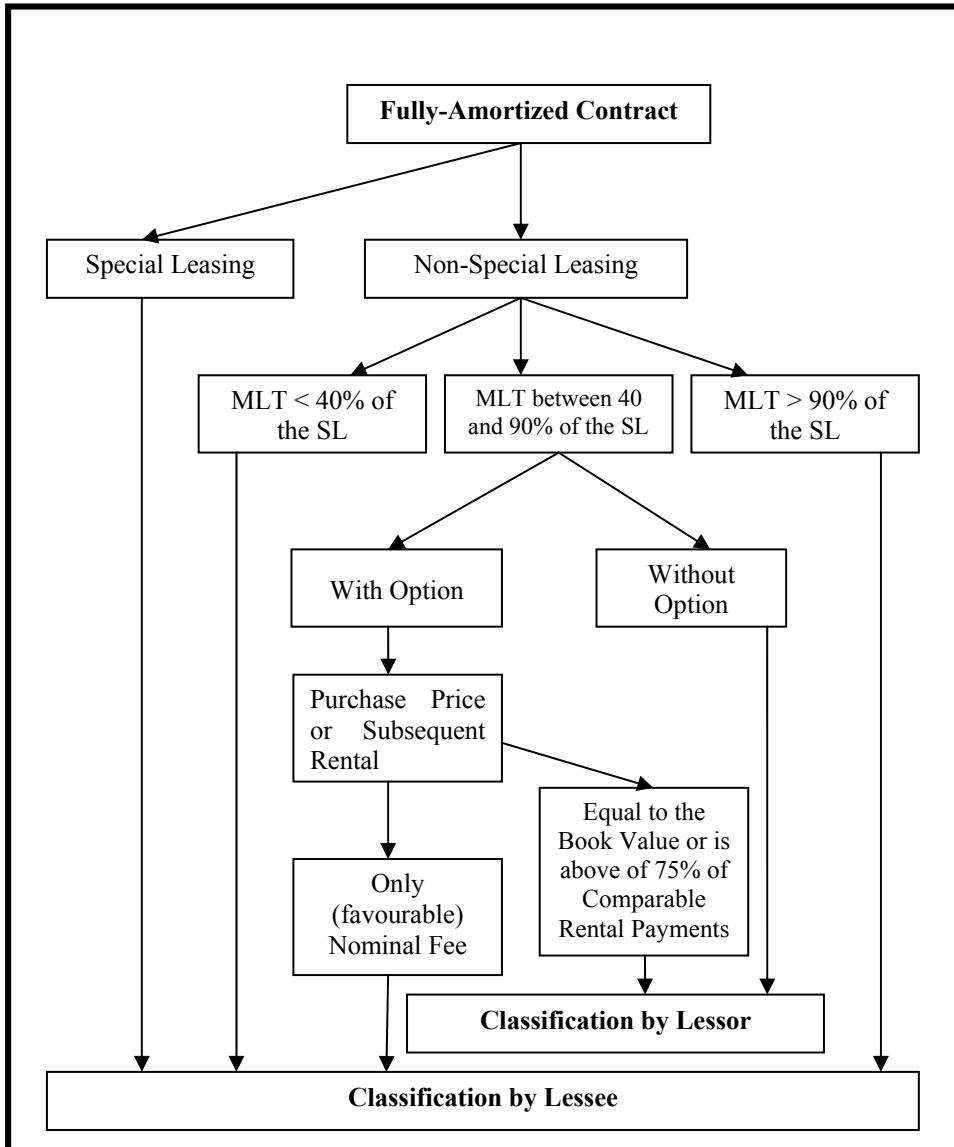 Fully-Amortized Contract
Special Leasing
Non-Special Leasing
MLT < 40% of
the SL
MLT between 40
and 90% of the SL
MLT > 90% of
the SL
With Option
Without
Option
Purchase Price
or Subsequent
Rental
Equal to the
Book Value or is
above of 75% of
Comparable
Rental Payments
Only
(favourable)
Nominal Fee
Classification by Lessor
Classification by Lessee